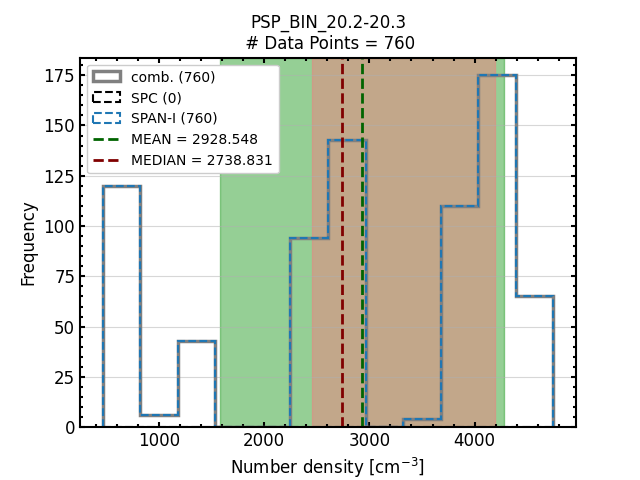 PSP_BIN_20.2-20.3
# Data Points = 760
comb. (760)
SPC (0)
SPAN-I (760)
MEAN = 2928.548
MEDIAN = 2738.831
175
150
125
100
75
50
25
0
Frequency
1000 2000 3000 4000
Number density [cm⁻³]